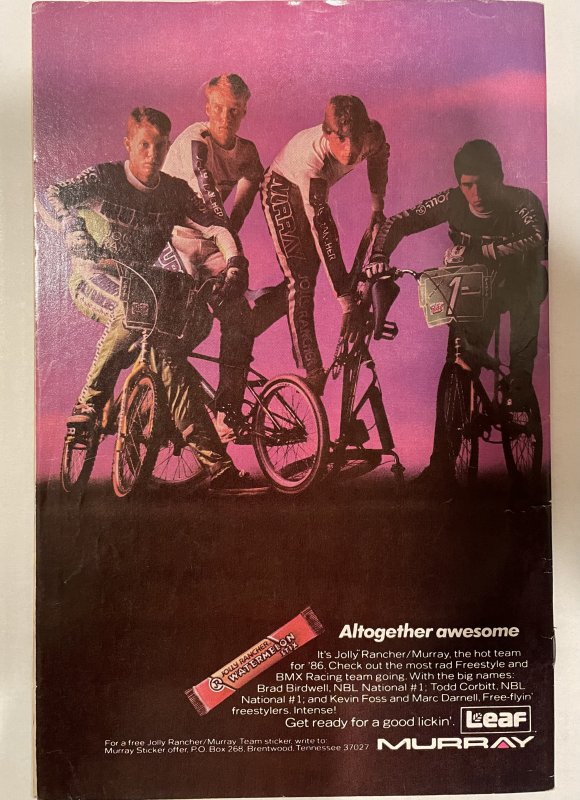 MURRAY
JOLLY RANCHER
1
Altogether awesome
It's Jolly Rancher/Murray, the hot team
for '86. Check out the most rad Freestyle and
BMX Racing team going. With the big names:
Brad Birdwell, NBL National #1; Todd Corbitt, NBL
National #1; and Kevin Foss and Marc Darnell, Free-flyin'
freestylers. Intense!
Get ready for a good lickin'.
Leaf
JOLLY RANCHER
WATERMELON
STIX
For a free Jolly Rancher/Murray Team sticker, write to:
Murray Sticker offer, P.O. Box 268, Brentwood, Tennessee 37027
MURRAY